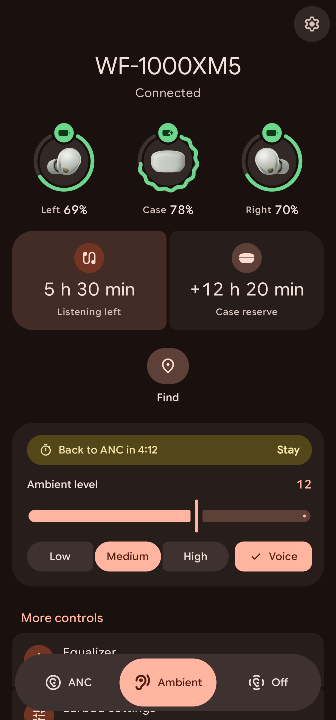 WF-1000XM5
Connected
Left 69%
Case 78%
Right 70%
5 h 30 min
Listening left
+12 h 20 min
Case reserve
Find
Back to ANC in 4:12
Stay
Ambient level
12
Low
Medium
High
Voice
More controls
Equalizer
ANC
Ambient
Off